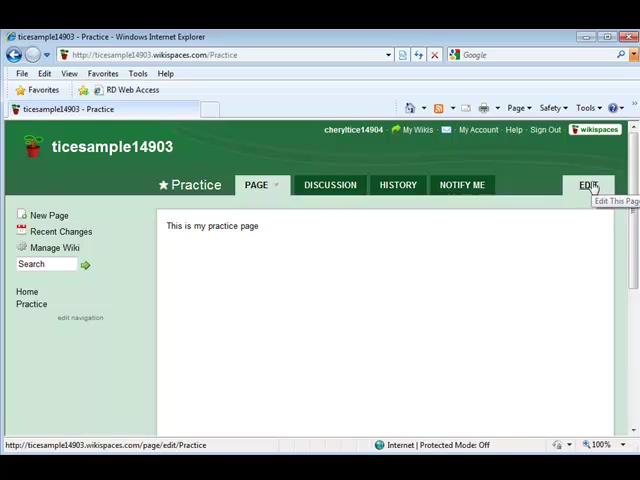 ticesample14903 - Practice - Windows Internet Explorer
http://ticesample14903.wikispaces.com/Practice
Google
File Edit View Favorites Tools Help
Favorites RD Web Access
ticesample14903 - Practice
Page Safety Tools
cheryltice14904 My Wikis My Account Help Sign Out wikispaces
ticesample14903
Practice PAGE DISCUSSION HISTORY NOTIFY ME EDIT
Edit This Pag
New Page
Recent Changes
Manage Wiki
Search
Home
Practice
edit navigation
This is my practice page
http://ticesample14903.wikispaces.com/page/edit/Practice Internet | Protected Mode: Off 100%